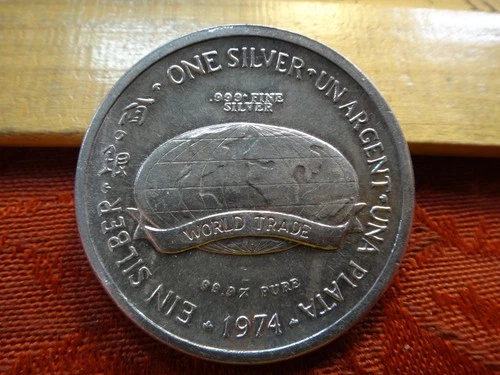 ONE SILVER • UN ARGENT • UNA PLATA • 1974 • EIN SILBER
.999+ FINE
SILVER
WORLD TRADE
99.9% PURE